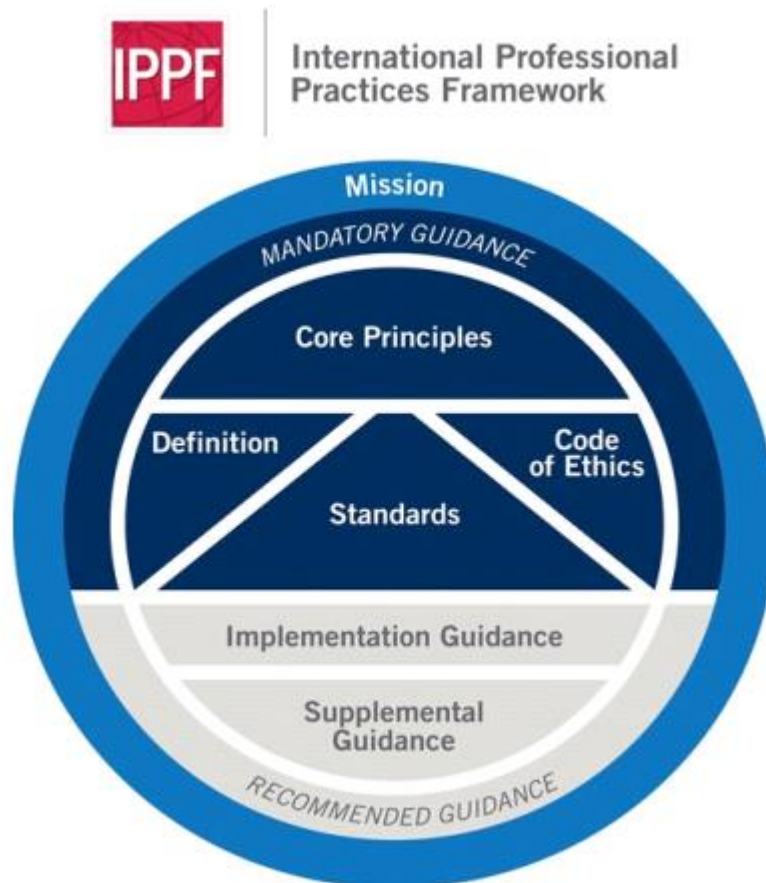 IPPF
International Professional
Practices Framework
Mission
MANDATORY GUIDANCE
Core Principles
Definition
Code
of Ethics
Standards
Implementation Guidance
Supplemental
Guidance
RECOMMENDED GUIDANCE